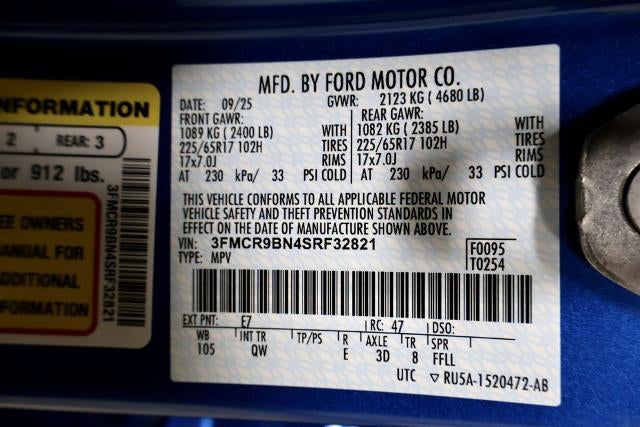 NFORMATION
2 REAR: 3
or 912 lbs.
EE OWNERS
ANUAL FOR
ADDITIONAL
FORMATION
3FMCR9BN4SRF32821
MFD. BY FORD MOTOR CO.
DATE: 09/25 GVWR: 2123 KG ( 4680 LB)
FRONT GAWR: REAR GAWR:
1089 KG ( 2400 LB) WITH 1082 KG ( 2385 LB) WITH
225/65R17 102H TIRES 225/65R17 102H TIRES
17x7.0J RIMS 17x7.0J RIMS
AT 230 kPa/ 33 PSI COLD AT 230 kPa/ 33 PSI COLD
THIS VEHICLE CONFORMS TO ALL APPLICABLE FEDERAL MOTOR
VEHICLE SAFETY AND THEFT PREVENTION STANDARDS IN
EFFECT ON THE DATE OF MANUFACTURE SHOWN ABOVE.
VIN: 3FMCR9BN4SRF32821 F0095
TYPE: MPV T0254
EXT PNT: E7 RC: 47 DSO:
WB INT TR TP/PS R AXLE TR SPR
105 QW E 3D 8 FFLL
UTC ▽ RU5A-1520472-AB